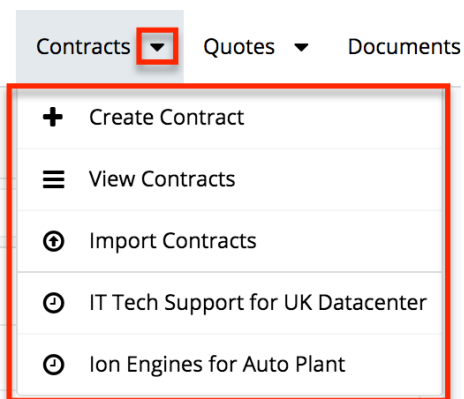 Contracts Quotes Documents
Create Contract
View Contracts
Import Contracts
IT Tech Support for UK Datacenter
Ion Engines for Auto Plant